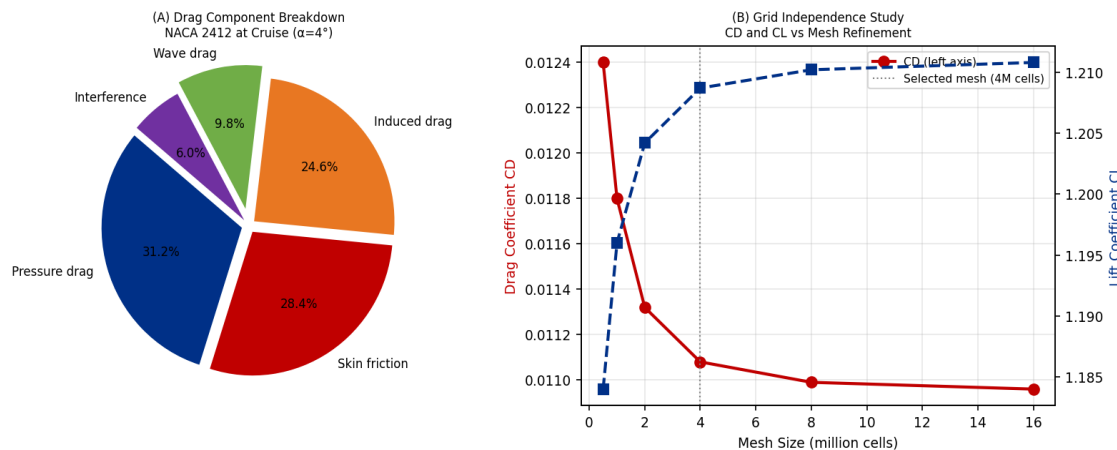 (A) Drag Component Breakdown
NACA 2412 at Cruise (α=4°)
Wave drag
Interference
Induced drag
9.8%
6.0%
24.6%
31.2%
28.4%
Pressure drag
Skin friction
(B) Grid Independence Study
CD and CL vs Mesh Refinement
CD (left axis)
Selected mesh (4M cells)
Drag Coefficient CD
0.0124
0.0122
0.0120
0.0118
0.0116
0.0114
0.0112
0.0110
0 2 4 6 8 10 12 14 16
Mesh Size (million cells)
1.210
1.205
1.200
1.195
1.190
1.185
Lift Coefficient CL